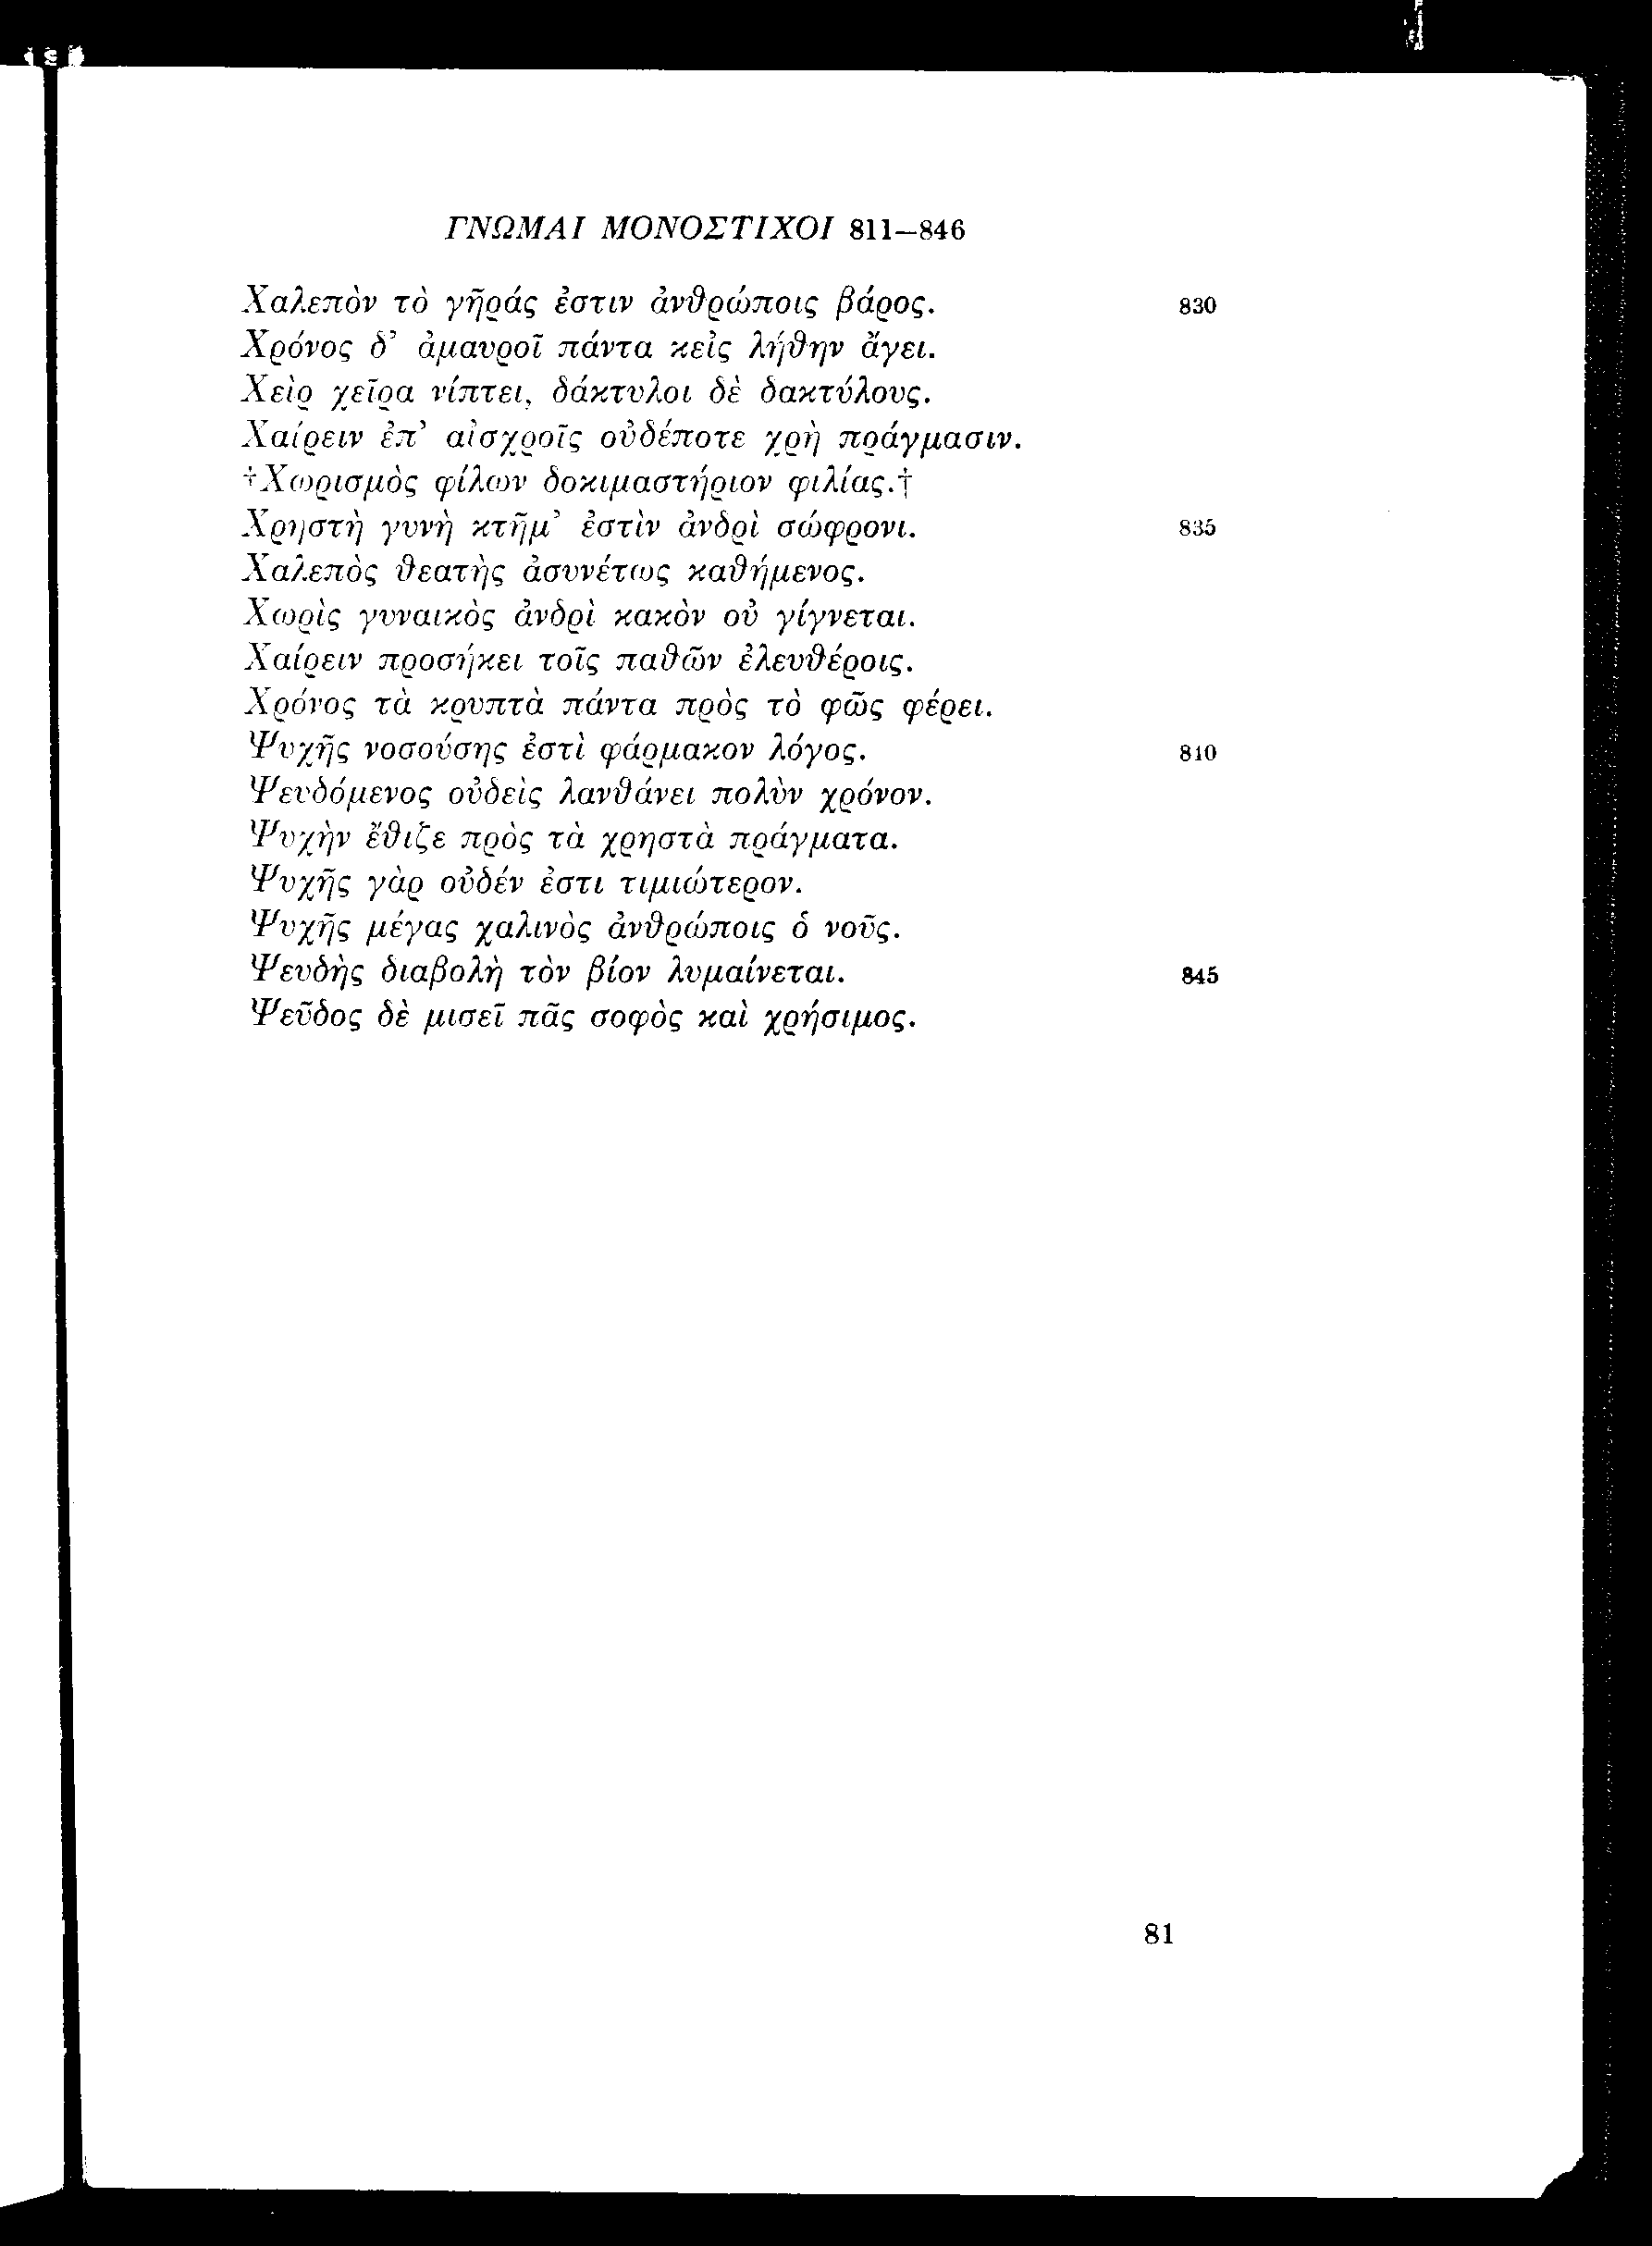 ΓΝΩΜΑΙ ΜΟΝΟΣΤΙΧΟΙ 811–846
Χαλεπὸν τὸ γῆράς ἐστιν ἀνθρώποις βάρος. 830
Χρόνος δ’ ἀμαυροῖ πάντα κεἰς λήθην ἄγει.
Χεὶρ χεῖρα νίπτει, δάκτυλοι δὲ δακτύλους.
Χαίρειν ἐπ’ αἰσχροῖς οὐδέποτε χρὴ πράγμασιν.
†Χωρισμὸς φίλων δοκιμαστήριον φιλίας.†
Χρηστὴ γυνὴ κτῆμ’ ἐστὶν ἀνδρὶ σώφρονι. 835
Χαλεπὸς θεατὴς ἀσυνέτως καθήμενος.
Χωρὶς γυναικὸς ἀνδρὶ κακὸν οὐ γίγνεται.
Χαίρειν προσήκει τοῖς παθῶν ἐλευθέροις.
Χρόνος τὰ κρυπτὰ πάντα πρὸς τὸ φῶς φέρει.
Ψυχῆς νοσούσης ἐστὶ φάρμακον λόγος. 840
Ψευδόμενος οὐδεὶς λανθάνει πολὺν χρόνον.
Ψυχὴν ἔθιζε πρὸς τὰ χρηστὰ πράγματα.
Ψυχῆς γὰρ οὐδέν ἐστι τιμιώτερον.
Ψυχῆς μέγας χαλινὸς ἀνθρώποις ὁ νοῦς.
Ψευδὴς διαβολὴ τὸν βίον λυμαίνεται. 845
Ψεῦδος δὲ μισεῖ πᾶς σοφὸς καὶ χρήσιμος.
81